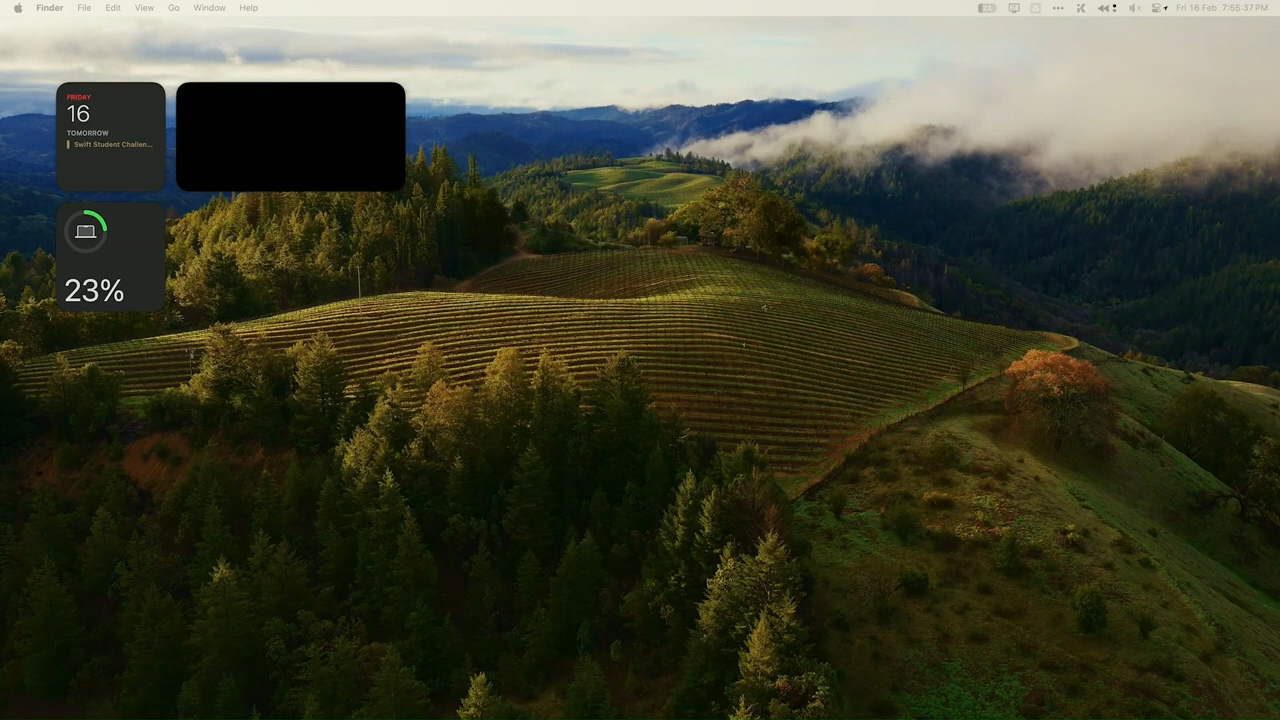 Finder File Edit View Go Window Help
Fri 16 Feb 7:55:37 PM
FRIDAY
16
TOMORROW
Swift Student Challen...
23%